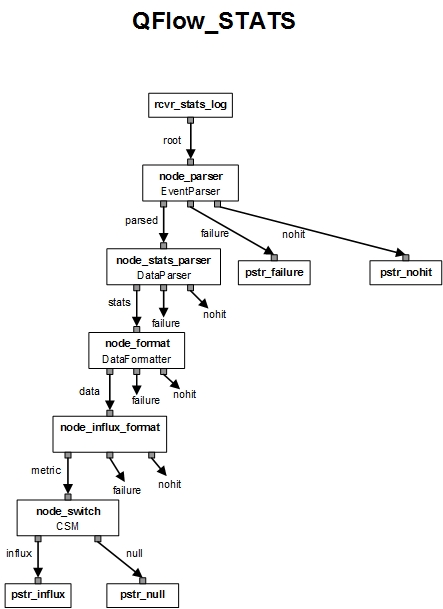 QFlow_STATS
rcvr_stats_log
root
node_parser
EventParser
parsed
failure
nohit
node_stats_parser
DataParser
pstr_failure
pstr_nohit
stats
failure
nohit
node_format
DataFormatter
data
failure
nohit
node_influx_format
metric
failure
nohit
node_switch
CSM
influx
null
pstr_influx
pstr_null